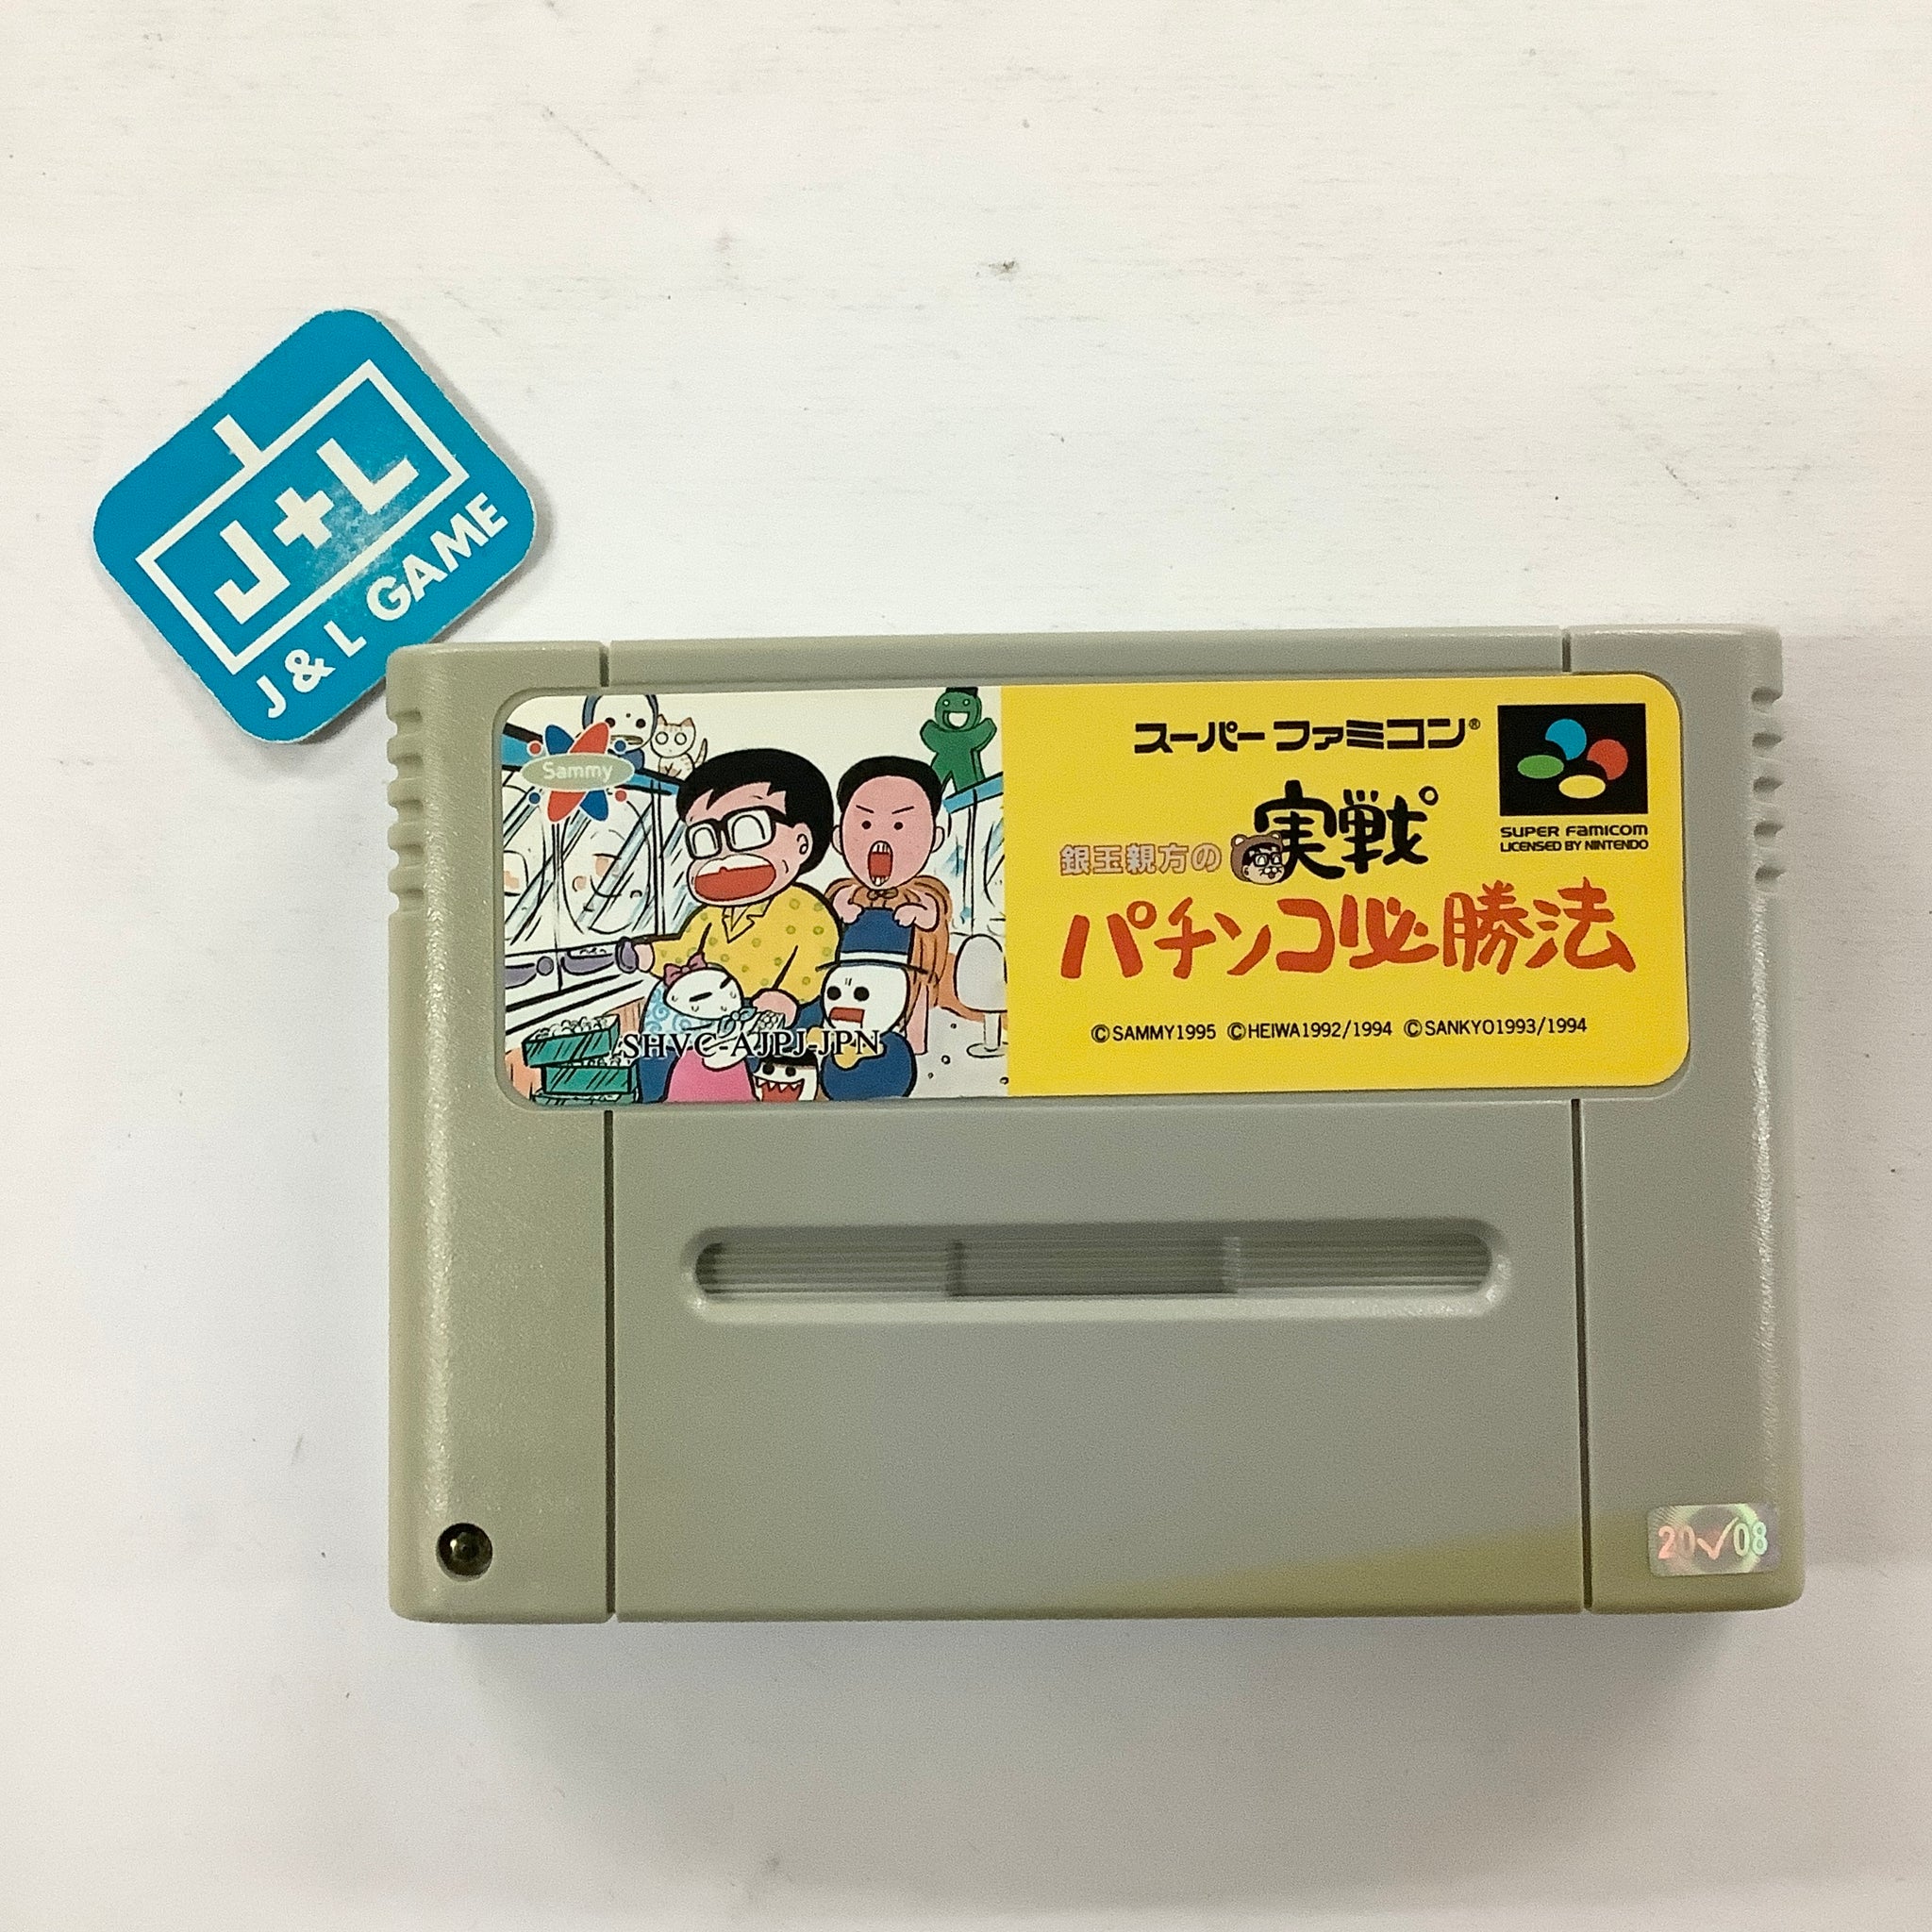 J+L
J & L GAME
Sammy
SHVC-AJPJ-JPN
スーパーファミコン®
SUPER FAMICOM
LICENSED BY NINTENDO
銀玉親方の
実戦
パチンコ必勝法
©SAMMY1995 ©HEIWA1992/1994 ©SANKYO1993/1994
20✓08